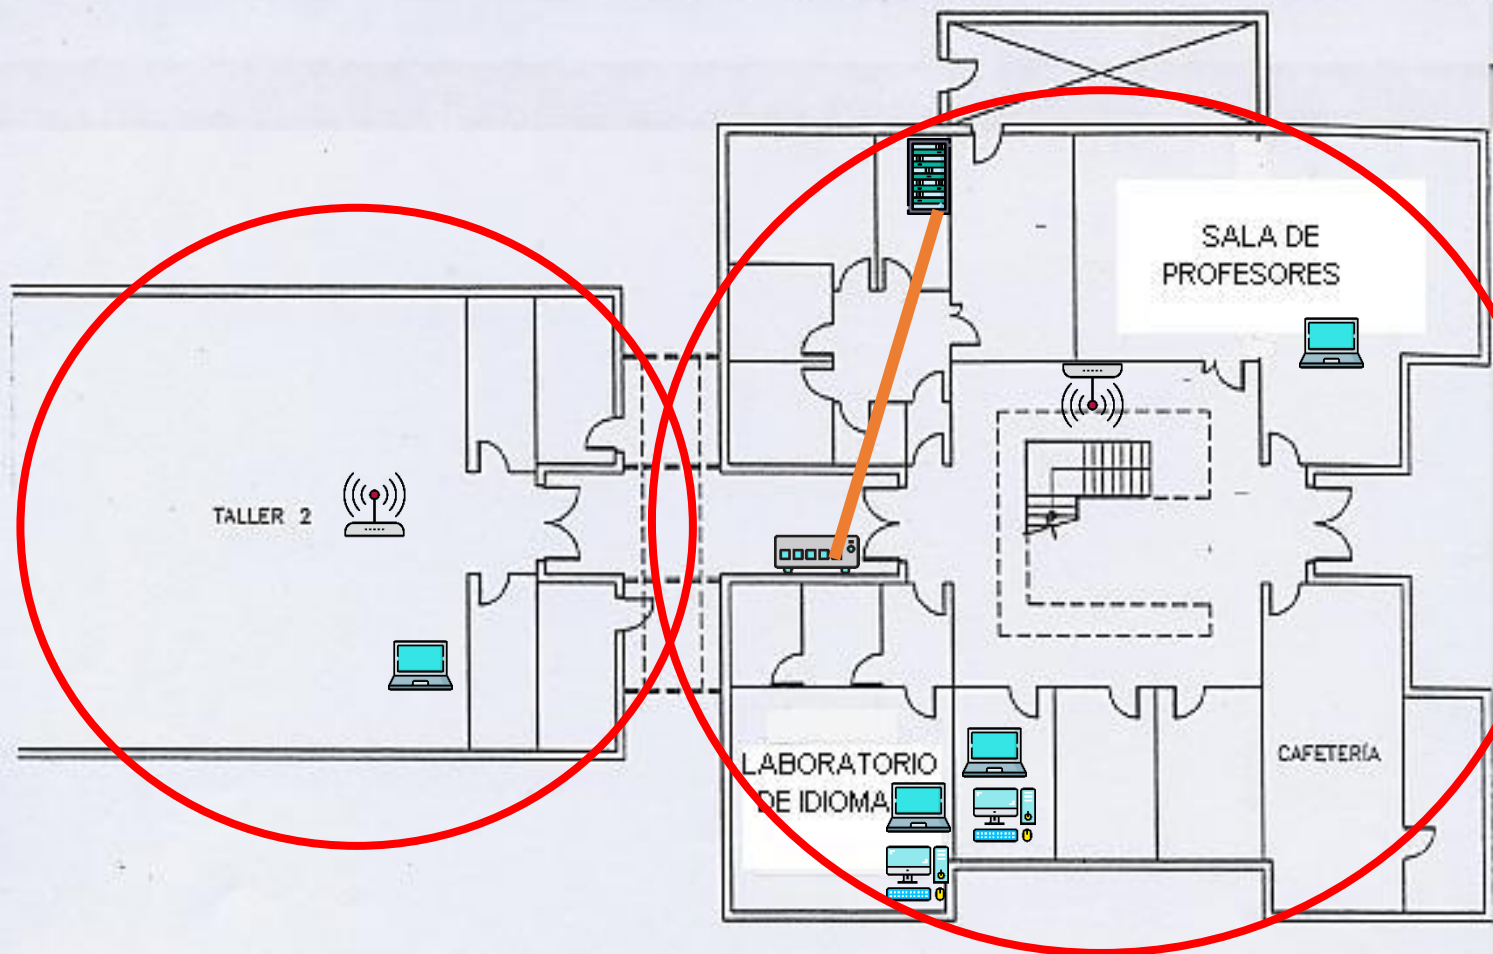 SALA DE
PROFESORES
TALLER 2
LABORATORIO
DE IDIOMA
CAFETERÍA